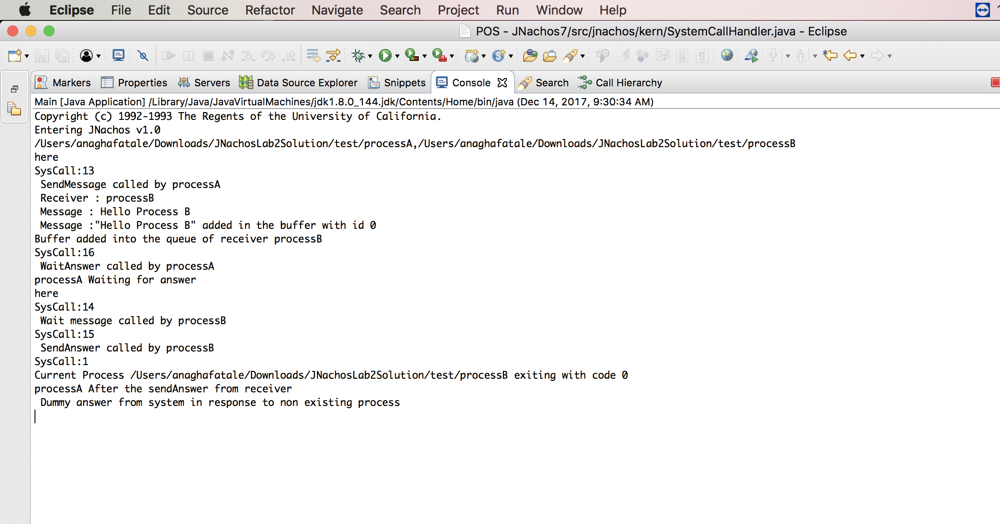 Eclipse File Edit Source Refactor Navigate Search Project Run Window Help
POS - JNachos7/src/jnachos/kern/SystemCallHandler.java - Eclipse
Markers Properties Servers Data Source Explorer Snippets Console Search Call Hierarchy
Main [Java Application] /Library/Java/JavaVirtualMachines/jdk1.8.0_144.jdk/Contents/Home/bin/java (Dec 14, 2017, 9:30:34 AM)
Copyright (c) 1992-1993 The Regents of the University of California.
Entering JNachos v1.0
/Users/anaghafatale/Downloads/JNachosLab2Solution/test/processA,/Users/anaghafatale/Downloads/JNachosLab2Solution/test/processB
here
SysCall:13
SendMessage called by processA
Receiver : processB
Message : Hello Process B
Message :"Hello Process B" added in the buffer with id 0
Buffer added into the queue of receiver processB
SysCall:16
WaitAnswer called by processA
processA Waiting for answer
here
SysCall:14
Wait message called by processB
SysCall:15
SendAnswer called by processB
SysCall:1
Current Process /Users/anaghafatale/Downloads/JNachosLab2Solution/test/processB exiting with code 0
processA After the sendAnswer from receiver
Dummy answer from system in response to non existing process